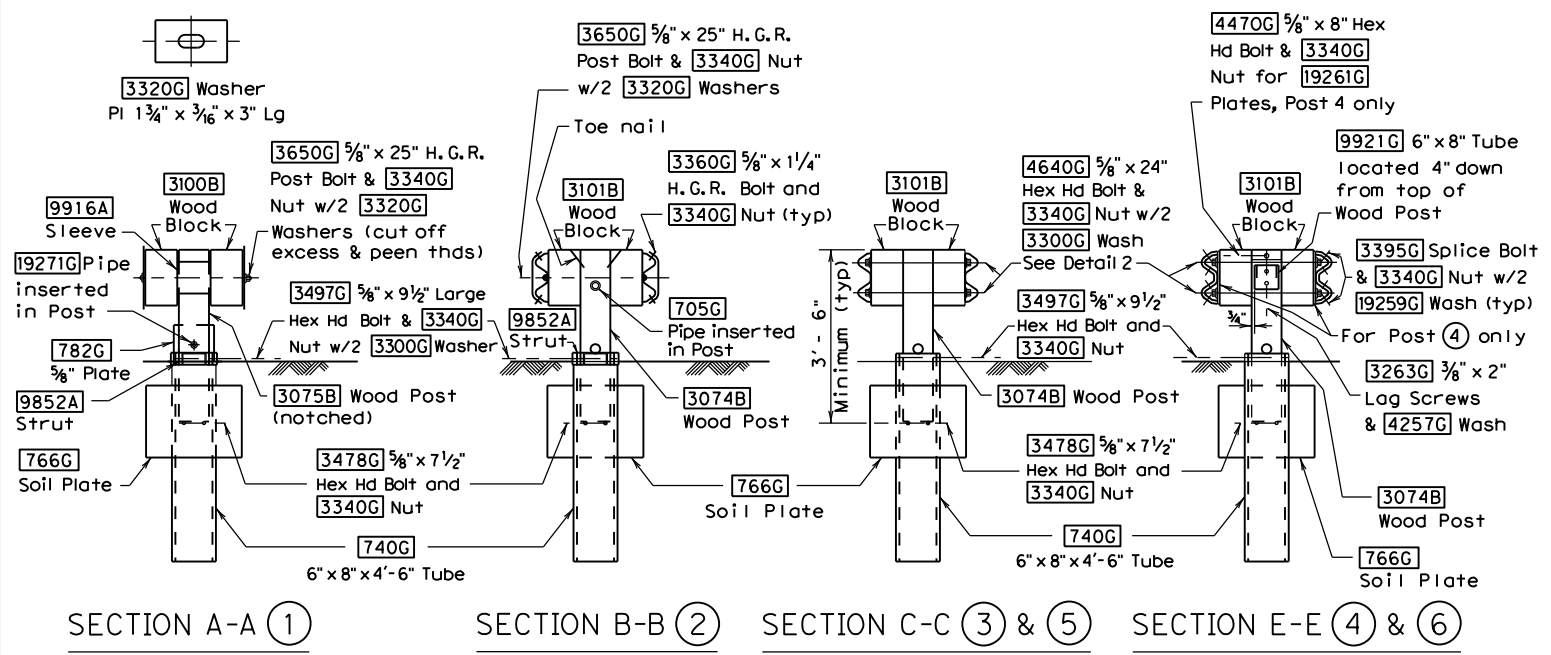 3320G Washer
Pl 1 3/4" x 3/16" x 3" Lg
3650G 5/8" x 25" H.G.R.
Post Bolt & 3340G
Nut w/2 3320G
Washers (cut off
excess & peen thds)
3100B
Wood
Block
9916A
Sleeve
19271G Pipe
inserted
in Post
782G
5/8" Plate
9852A
Strut
766G
Soil Plate
3497G 5/8" x 9 1/2" Large
Hex Hd Bolt & 3340G
Nut w/2 3300G Washer
3075B Wood Post
(notched)
3478G 5/8" x 7 1/2"
Hex Hd Bolt and
3340G Nut
740G
6" x 8" x 4'-6" Tube
SECTION A-A 1
3650G 5/8" x 25" H.G.R.
Post Bolt & 3340G Nut
w/2 3320G Washers
Toe nail
3101B
Wood
Block
3360G 5/8" x 1 1/4"
H.G.R. Bolt and
3340G Nut (typ)
9852A
Strut
705G
Pipe inserted
in Post
3074B
Wood Post
766G
Soil Plate
SECTION B-B 2
3101B
Wood
Block
3'-6"
Minimum (typ)
4640G 5/8" x 24"
Hex Hd Bolt &
3340G Nut w/2
3300G Wash
See Detail 2
3497G 5/8" x 9 1/2"
Hex Hd Bolt and
3340G Nut
3074B Wood Post
3478G 5/8" x 7 1/2"
Hex Hd Bolt and
3340G Nut
740G
6" x 8" x 4'-6" Tube
SECTION C-C 3 & 5
4470G 5/8" x 8" Hex
Hd Bolt & 3340G
Nut for 19261G
Plates, Post 4 only
9921G 6" x 8" Tube
located 4" down
from top of
Wood Post
3101B
Wood
Block
3395G Splice Bolt
& 3340G Nut w/2
19259G Wash (typ)
3/4"
For Post 4 only
3263G 3/8" x 2"
Lag Screws
& 4257G Wash
3074B
Wood Post
766G
Soil Plate
SECTION E-E 4 & 6